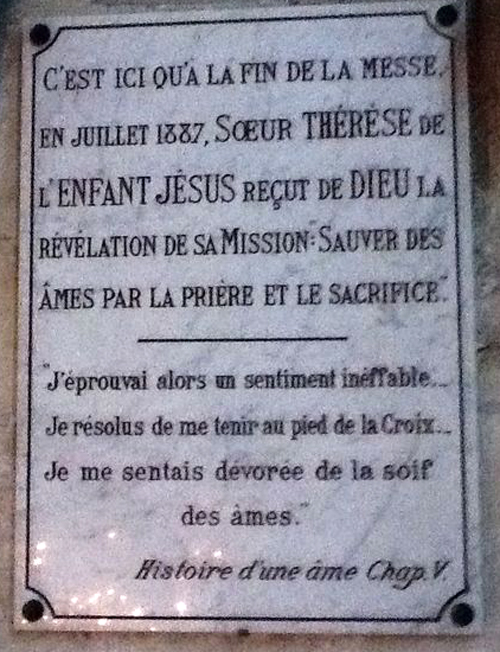 C'EST ICI QU'À LA FIN DE LA MESSE,
EN JUILLET 1887, SŒUR THÉRÈSE DE
L'ENFANT JÉSUS REÇUT DE DIEU LA
RÉVÉLATION DE SA MISSION: "SAUVER DES
ÂMES PAR LA PRIÈRE ET LE SACRIFICE."
"J'éprouvai alors un sentiment inéffable...
Je résolus de me tenir au pied de la Croix...
Je me sentais dévorée de la soif
des âmes."
Histoire d'une âme Chap. V.